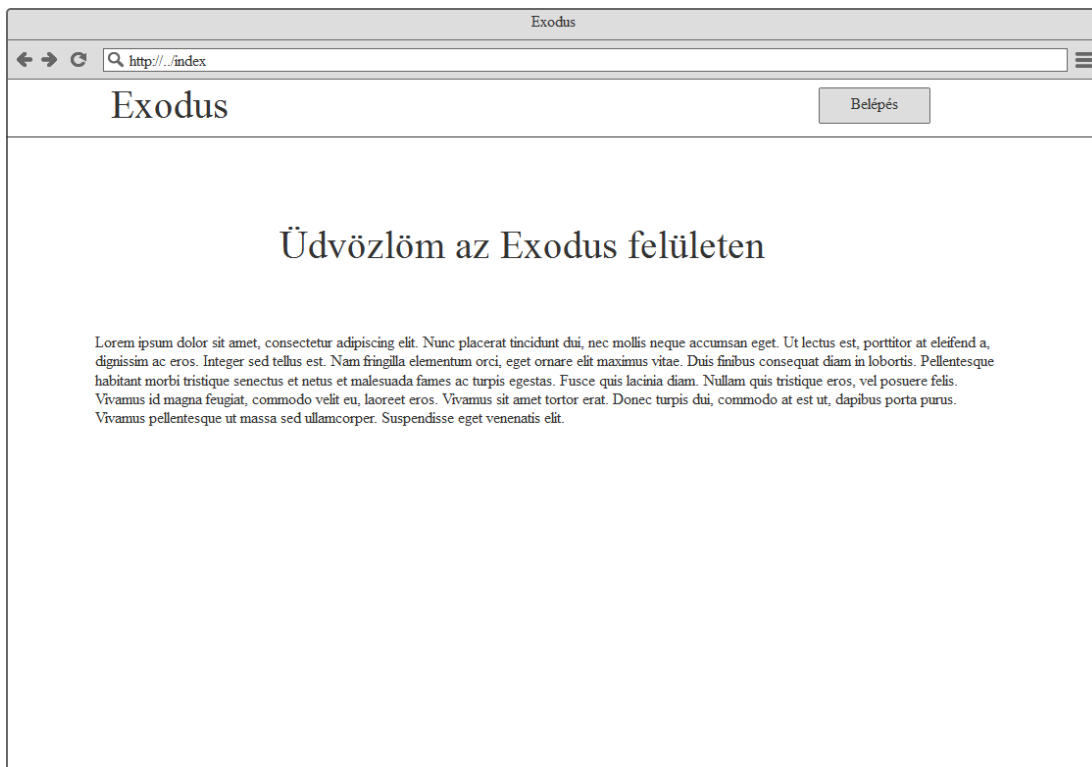 Exodus
http://../index
Exodus
Belépés
Üdvözlöm az Exodus felületen
Lorem ipsum dolor sit amet, consectetur adipiscing elit. Nunc placerat tincidunt dui, nec mollis neque accumsan eget. Ut lectus est, porttitor at eleifend a,
dignissim ac eros. Integer sed tellus est. Nam fringilla elementum orci, eget ornare elit maximus vitae. Duis finibus consequat diam in lobortis. Pellentesque
habitant morbi tristique senectus et netus et malesuada fames ac turpis egestas. Fusce quis lacinia diam. Nullam quis tristique eros, vel posuere felis.
Vivamus id magna feugiat, commodo velit eu, laoreet eros. Vivamus sit amet tortor erat. Donec turpis dui, commodo at est ut, dapibus porta purus.
Vivamus pellentesque ut massa sed ullamcorper. Suspendisse eget venenatis elit.